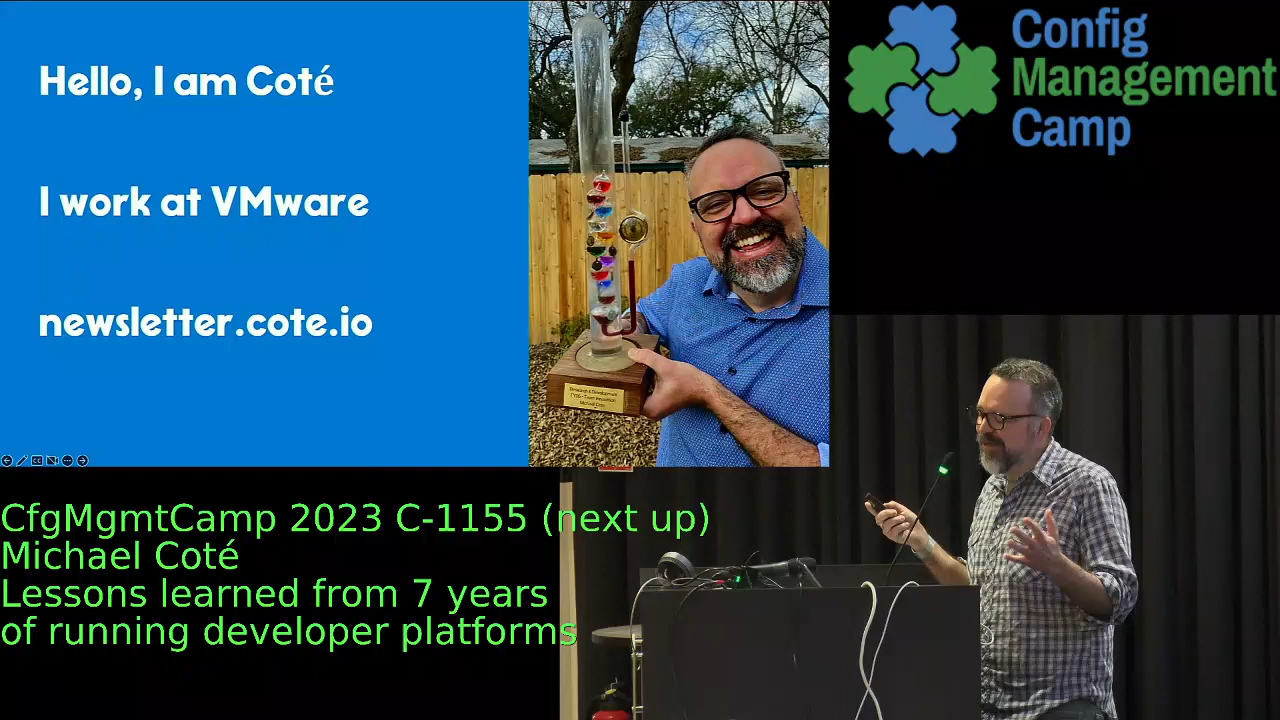 Hello, I am Coté
I work at VMware
newsletter.cote.io
Config
Management
Camp
CfgMgmtCamp 2023 C-1155 (next up)
Michael Coté
Lessons learned from 7 years
of running developer platforms